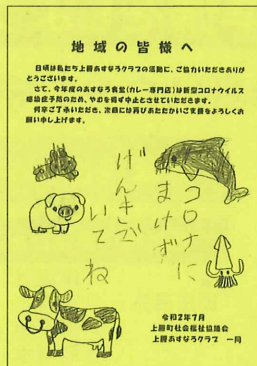 地域の皆様へ
日頃は私たち上勝あすなろクラブの活動に、ご協力いただきありが
とうございます。
さて、今年度のあすなろ食堂(カレー専門店)は新型コロナウイルス
感染症予防のため、やむを得ず中止とさせていただきます。
何卒ご了承いただき、次回には再びあたたかいご支援をよろしくお
願い申し上げます。
コロナに
まけず
げんきで
いてね
令和2年7月
上勝町社会福祉協議会
上勝あすなろクラブ 一同